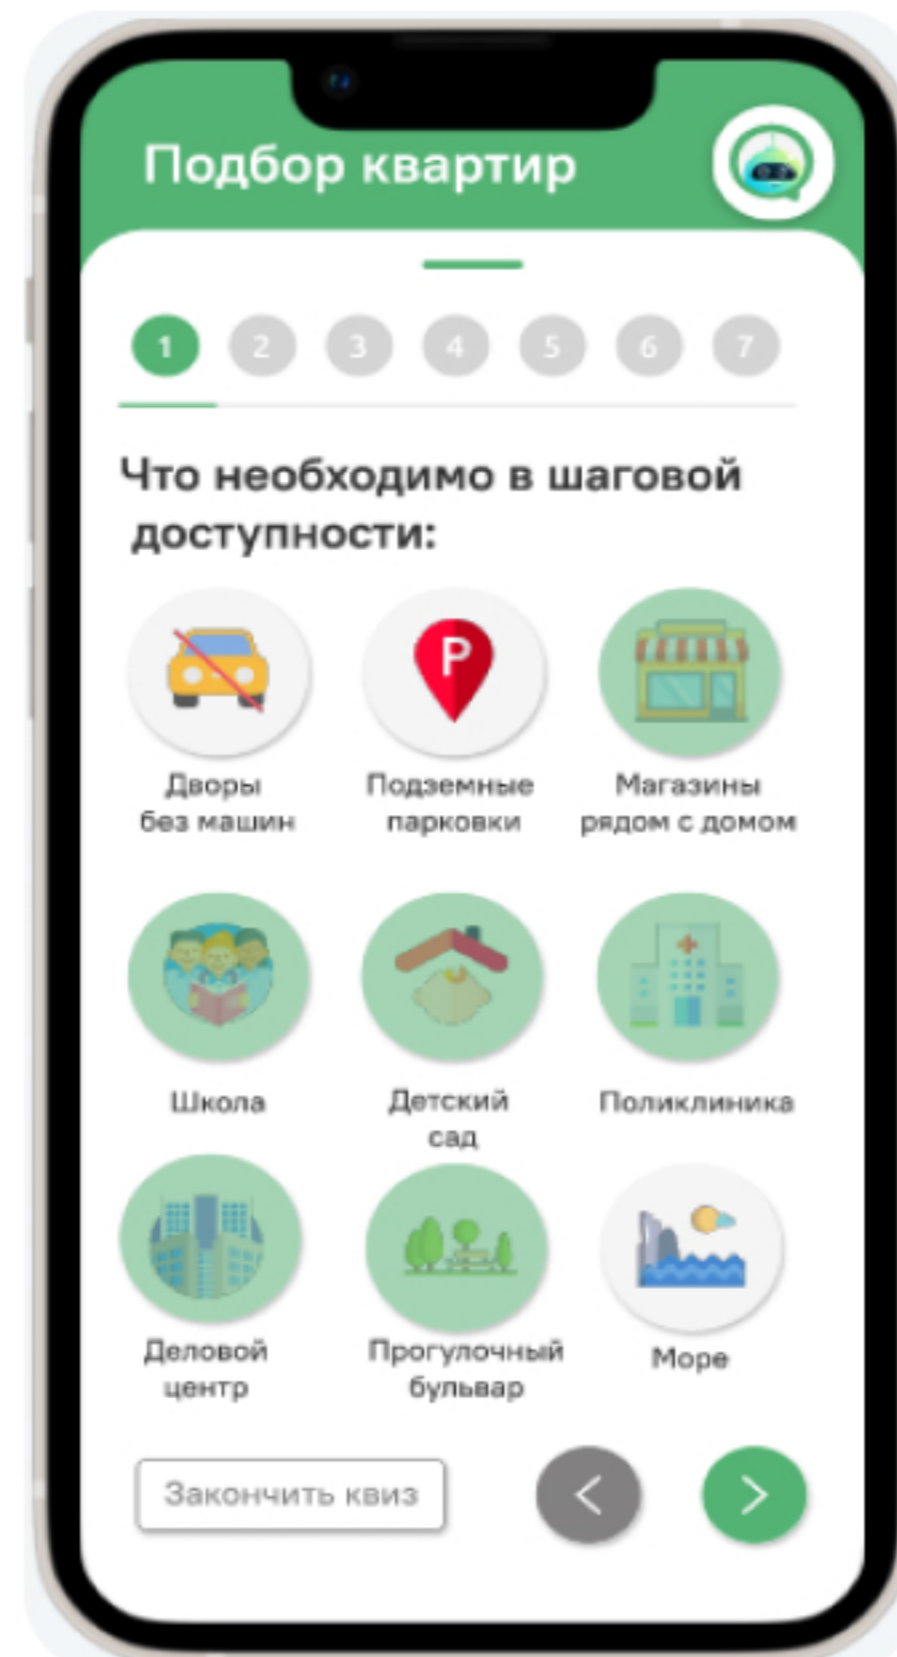 Подбор квартир
1 2 3 4 5 6 7
Что необходимо в шаговой
доступности:
P
Дворы
без машин
Подземные
парковки
Магазины
рядом с домом
Школа
Детский
сад
Поликлиника
Деловой
центр
Прогулочный
бульвар
Море
Закончить квиз